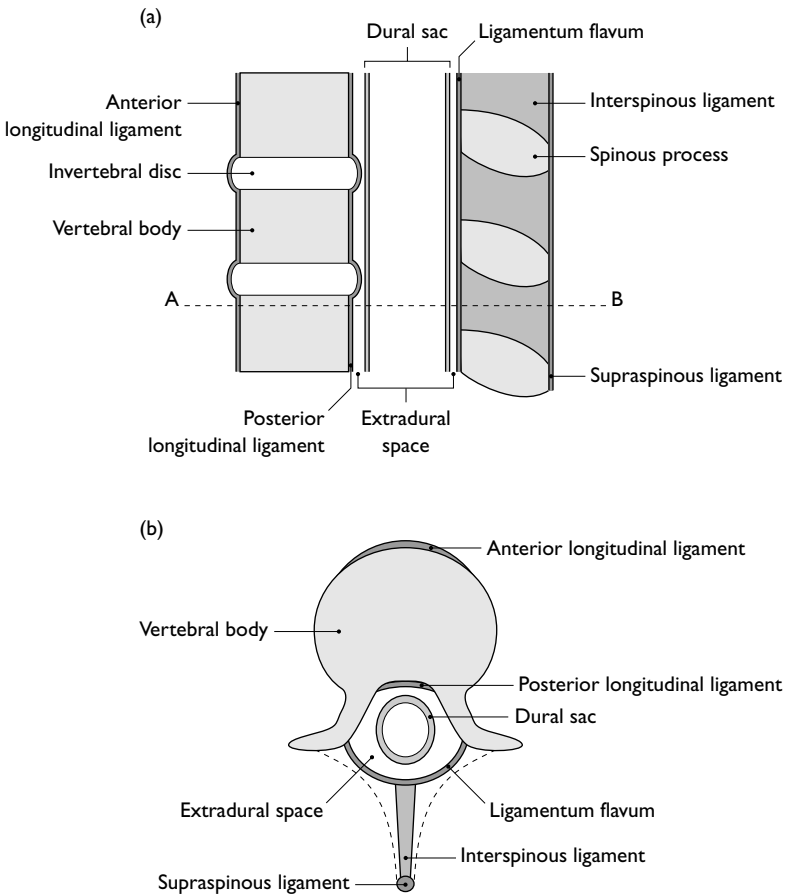 (a)
Dural sac
Ligamentum flavum
Anterior
longitudinal ligament
Interspinous ligament
Spinous process
Invertebral disc
Vertebral body
A
B
Supraspinous ligament
Posterior
longitudinal ligament
Extradural
space
(b)
Anterior longitudinal ligament
Vertebral body
Posterior longitudinal ligament
Dural sac
Extradural space
Ligamentum flavum
Interspinous ligament
Supraspinous ligament